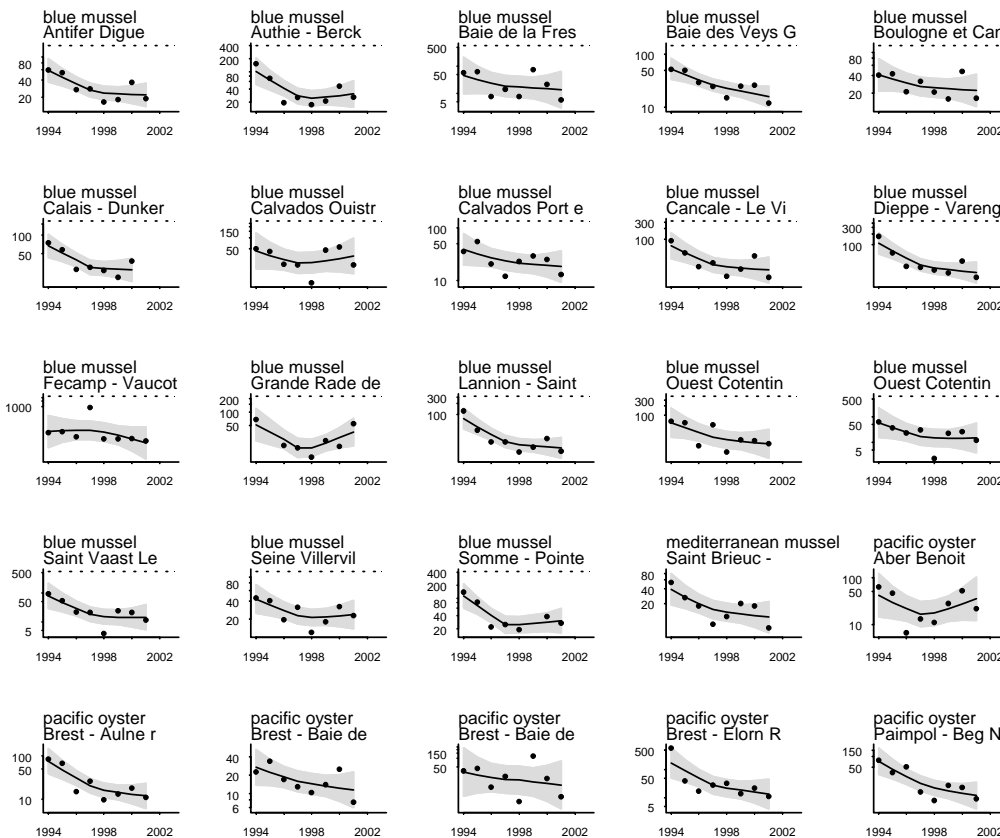 blue mussel
Antifer Digue
80
40
20
1994 1998 2002
blue mussel
Authie - Berck
400
200
80
40
20
1994 1998 2002
blue mussel
Baie de la Fres
500
50
5
1994 1998 2002
blue mussel
Baie des Veys G
100
50
10
1994 1998 2002
blue mussel
Boulogne et Car
80
40
20
1994 1998 2002
blue mussel
Calais - Dunker
100
50
1994 1998 2002
blue mussel
Calvados Ouistr
150
50
1994 1998 2002
blue mussel
Calvados Port e
100
50
10
1994 1998 2002
blue mussel
Cancale - Le Vi
300
100
1994 1998 2002
blue mussel
Dieppe - Vareng
300
100
1994 1998 2002
blue mussel
Fecamp - Vaucot
1000
1994 1998 2002
blue mussel
Grande Rade de
200
100
50
1994 1998 2002
blue mussel
Lannion - Saint
300
100
1994 1998 2002
blue mussel
Ouest Cotentin
300
100
1994 1998 2002
blue mussel
Ouest Cotentin
500
50
5
1994 1998 2002
blue mussel
Saint Vaast Le
500
50
5
1994 1998 2002
blue mussel
Seine Villervil
80
40
20
1994 1998 2002
blue mussel
Somme - Pointe
400
200
80
40
20
1994 1998 2002
mediterranean mussel
Saint Brieuc -
80
40
20
1994 1998 2002
pacific oyster
Aber Benoit
100
50
10
1994 1998 2002
pacific oyster
Brest - Aulne r
100
50
10
1994 1998 2002
pacific oyster
Brest - Baie de
40
20
10
6
1994 1998 2002
pacific oyster
Brest - Baie de
150
50
1994 1998 2002
pacific oyster
Brest - Elorn R
500
50
5
1994 1998 2002
pacific oyster
Paimpol - Beg N
150
50
1994 1998 2002